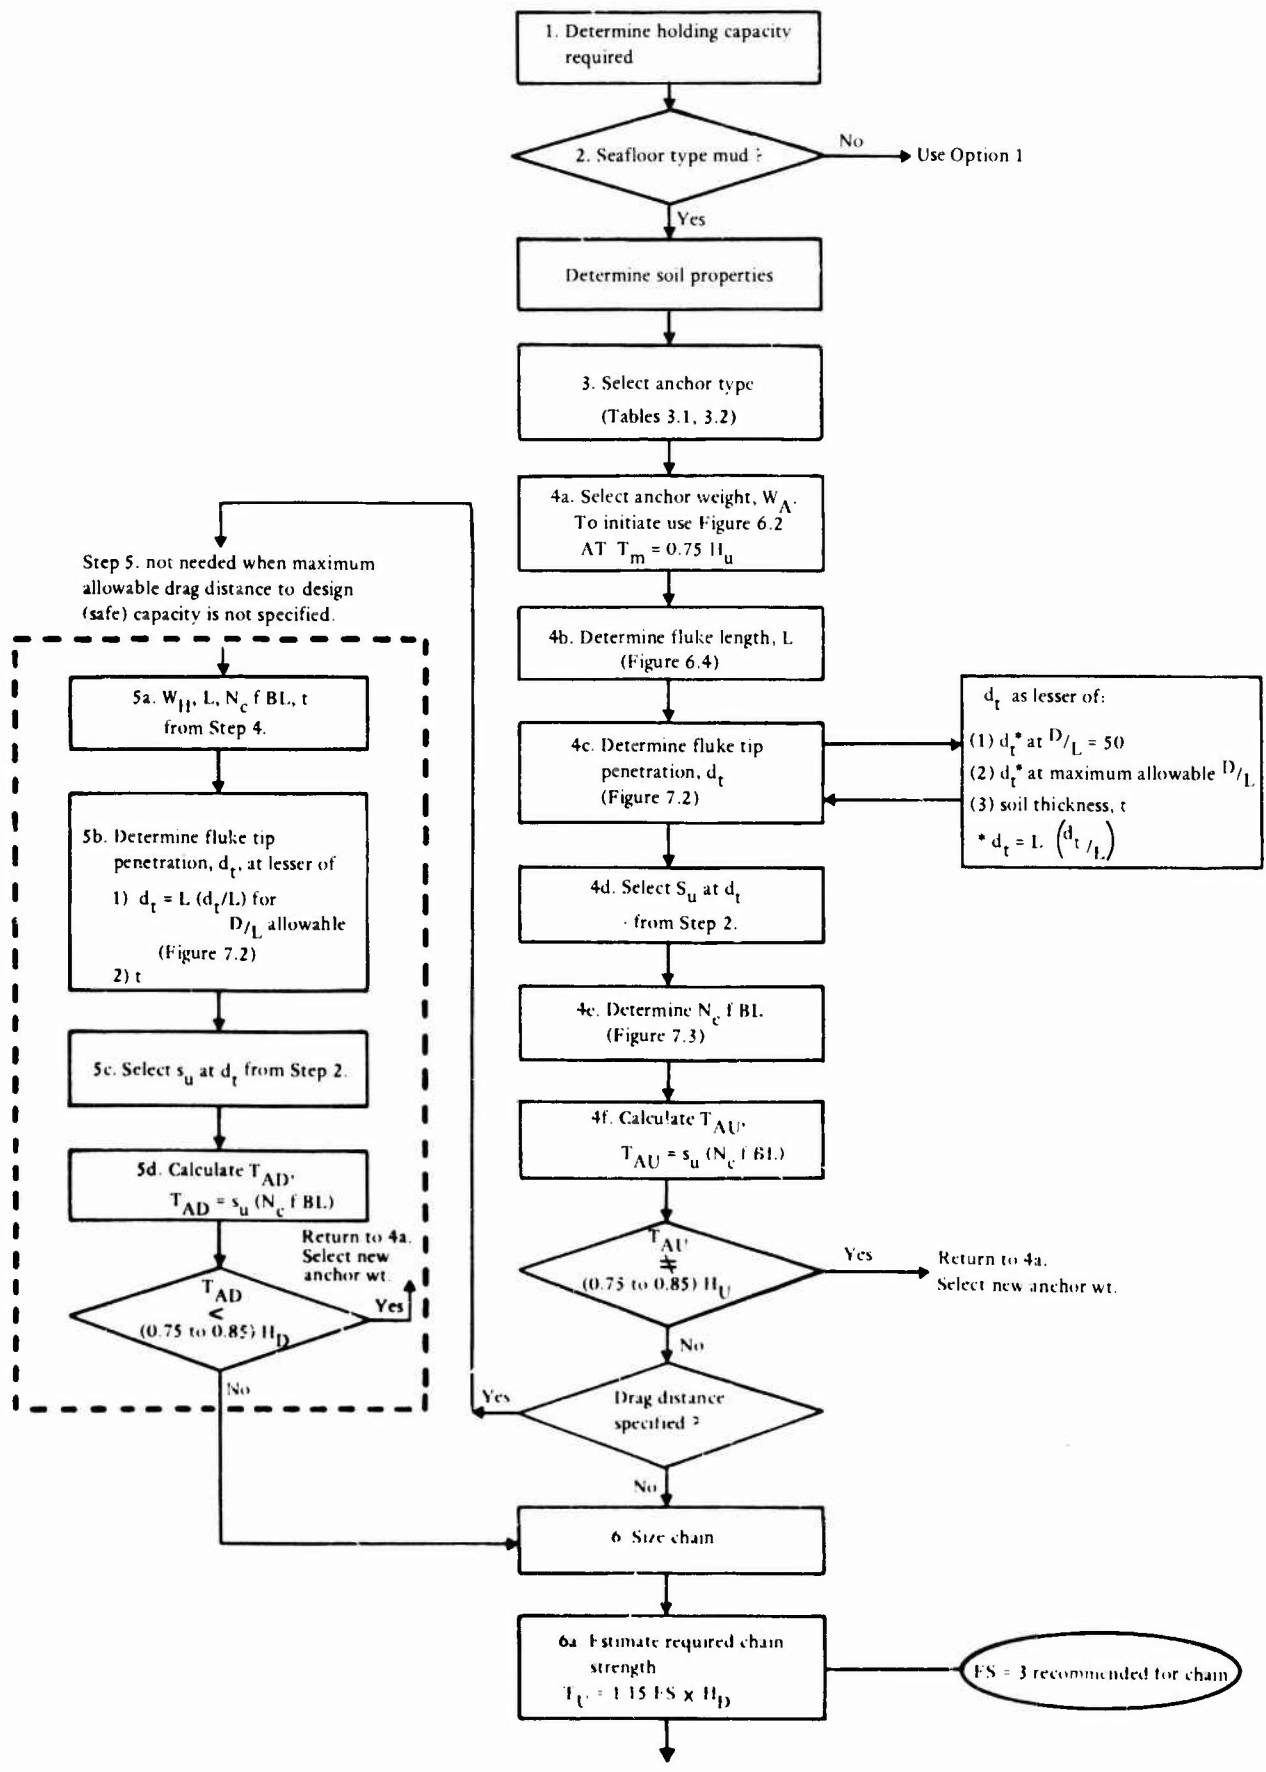 1. Determine holding capacity
required
2. Seafloor type mud ?
No
Use Option 1
Yes
Determine soil properties
3. Select anchor type
(Tables 3.1, 3.2)
4a. Select anchor weight, W_A.
To initiate use Figure 6.2
AT T_m = 0.75 H_u
4b. Determine fluke length, L
(Figure 6.4)
4c. Determine fluke tip
penetration, d_t
(Figure 7.2)
d_t as lesser of:
(1) d_t* at D/L = 50
(2) d_t* at maximum allowable D/L
(3) soil thickness, t
* d_t = L (d_t/L)
4d. Select S_u at d_t
from Step 2.
4e. Determine N_c f BL
(Figure 7.3)
4f. Calculate T_AU,
T_AU = s_u (N_c f BL)
T_AU
≠
(0.75 to 0.85) H_U
Yes
Return to 4a.
Select new anchor wt.
No
Drag distance
specified ?
Yes
No
Step 5. not needed when maximum
allowable drag distance to design
(safe) capacity is not specified.
5a. W_H, L, N_c f BL, t
from Step 4.
5b. Determine fluke tip
penetration, d_t, at lesser of
1) d_t = L (d_t/L) for
D/L allowable
(Figure 7.2)
2) t
5c. Select s_u at d_t from Step 2.
5d. Calculate T_AD,
T_AD = s_u (N_c f BL)
Return to 4a.
Select new
anchor wt.
T_AD
<
(0.75 to 0.85) H_D
Yes
No
6 Size chain
6a Estimate required chain
strength
T_U = 1.15 FS x H_D
FS = 3 recommended for chain